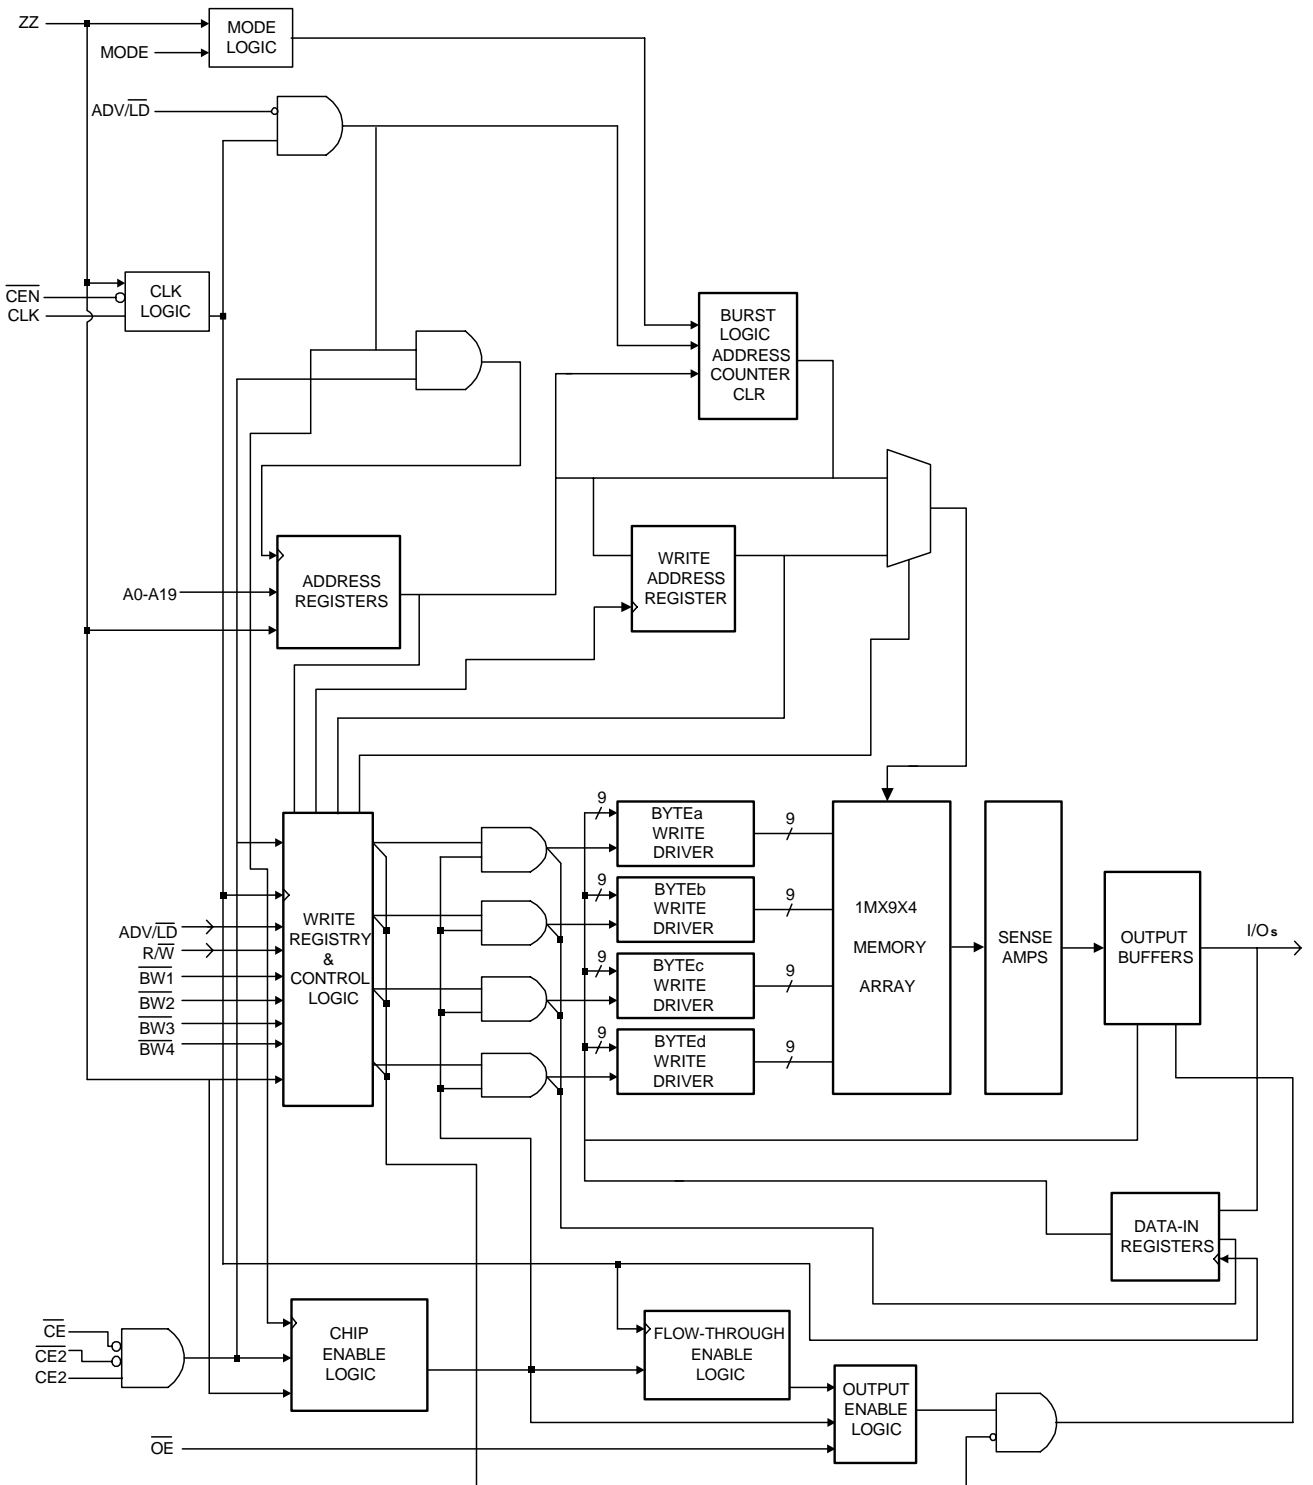 ZZ
MODE
LOGIC
MODE
ADV/LD
CLK
LOGIC
CEN
CLK
BURST
LOGIC
ADDRESS
COUNTER
CLR
ADDRESS
REGISTERS
A0-A19
WRITE
ADDRESS
REGISTER
WRITE
REGISTRY
&
CONTROL
LOGIC
ADV/LD
R/W
BW1
BW2
BW3
BW4
9
BYTEa
WRITE
DRIVER
9
9
BYTEb
WRITE
DRIVER
9
9
BYTEc
WRITE
DRIVER
9
9
BYTEd
WRITE
DRIVER
9
1MX9X4
MEMORY
ARRAY
SENSE
AMPS
OUTPUT
BUFFERS
I/Os
DATA-IN
REGISTERS
CE
CE2
CE2
CHIP
ENABLE
LOGIC
FLOW-THROUGH
ENABLE
LOGIC
OUTPUT
ENABLE
LOGIC
OE